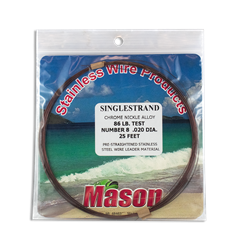 Stainless Wire Products
SINGLESTRAND
CHROME NICKLE ALLOY
86 LB. TEST
NUMBER 8 .020 DIA.
25 FEET
PRE-STRAIGHTENED STAINLESS
STEEL WIRE LEADER MATERIAL
Mason